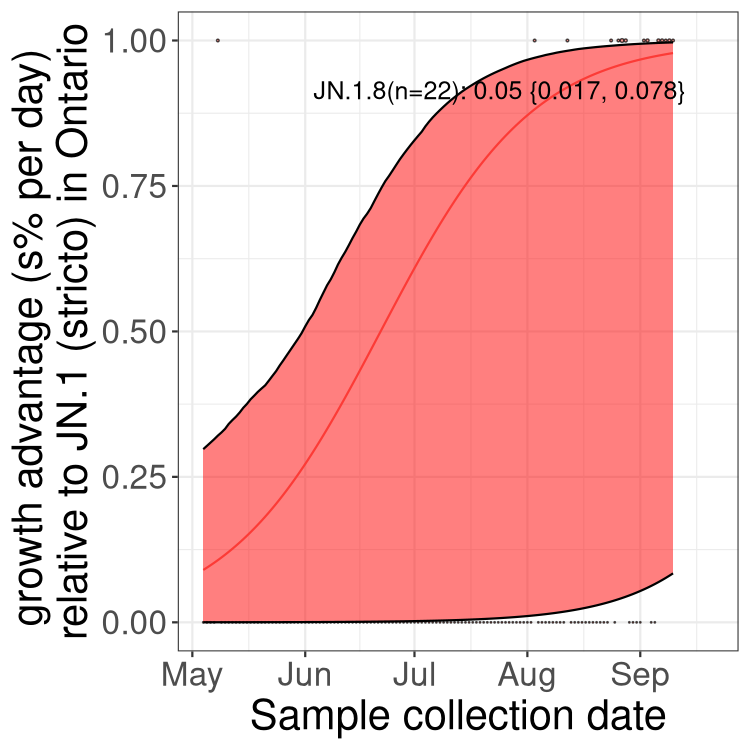 growth advantage (s% per day)
relative to JN.1 (stricto) in Ontario
1.00
0.75
0.50
0.25
0.00
JN.1.8(n=22): 0.05 {0.017, 0.078}
May Jun Jul Aug Sep
Sample collection date